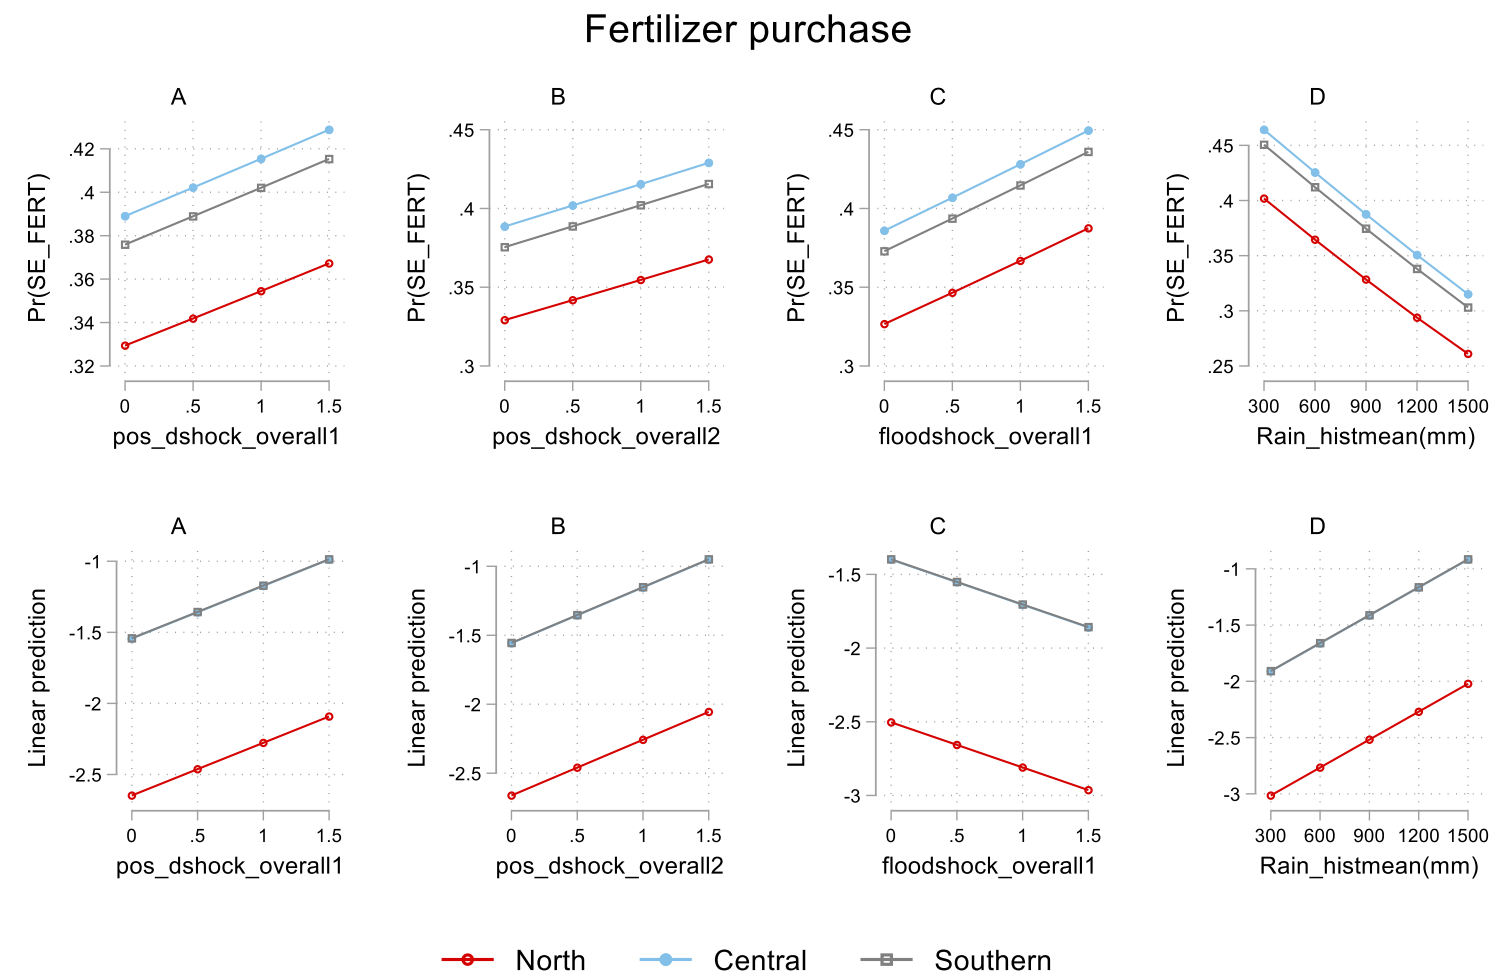 Fertilizer purchase
A
Pr(SE_FERT)
.42
.4
.38
.36
.34
.32
0 .5 1 1.5
pos_dshock_overall1
B
Pr(SE_FERT)
.45
.4
.35
.3
0 .5 1 1.5
pos_dshock_overall2
C
Pr(SE_FERT)
.45
.4
.35
.3
0 .5 1 1.5
floodshock_overall1
D
Pr(SE_FERT)
.45
.4
.35
.3
.25
300 600 900 1200 1500
Rain_histmean(mm)
A
Linear prediction
-1
-1.5
-2
-2.5
0 .5 1 1.5
pos_dshock_overall1
B
Linear prediction
-1
-1.5
-2
-2.5
0 .5 1 1.5
pos_dshock_overall2
C
Linear prediction
-1.5
-2
-2.5
-3
0 .5 1 1.5
floodshock_overall1
D
Linear prediction
-1
-1.5
-2
-2.5
-3
300 600 900 1200 1500
Rain_histmean(mm)
North Central Southern